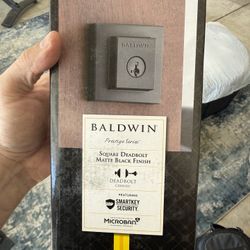 BALDWIN
BALDWIN
Prestige Series
SQUARE DEADBOLT
MATTE BLACK FINISH
DEADBOLT
FEATURING
SMARTKEY
SECURITY
MICROBAN